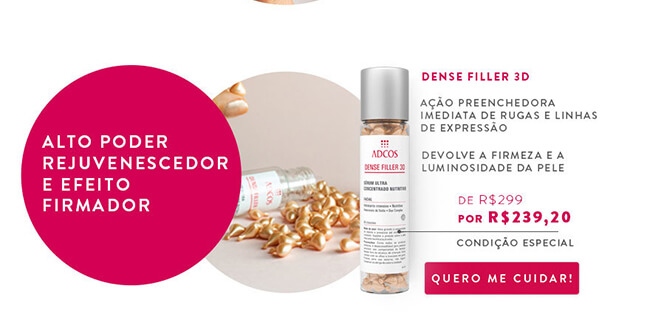 ALTO PODER
REJUVENESCEDOR
E EFEITO
FIRMADOR
ADCOS
DENSE FILLER 3D
SÉRUM ULTRA
CONCENTRADO NUTRITIVO
FACIAL
DENSE FILLER 3D
AÇÃO PREENCHEDORA
IMEDIATA DE RUGAS E LINHAS
DE EXPRESSÃO
DEVOLVE A FIRMEZA E A
LUMINOSIDADE DA PELE
DE R$299
POR R$239,20
CONDIÇÃO ESPECIAL
QUERO ME CUIDAR!